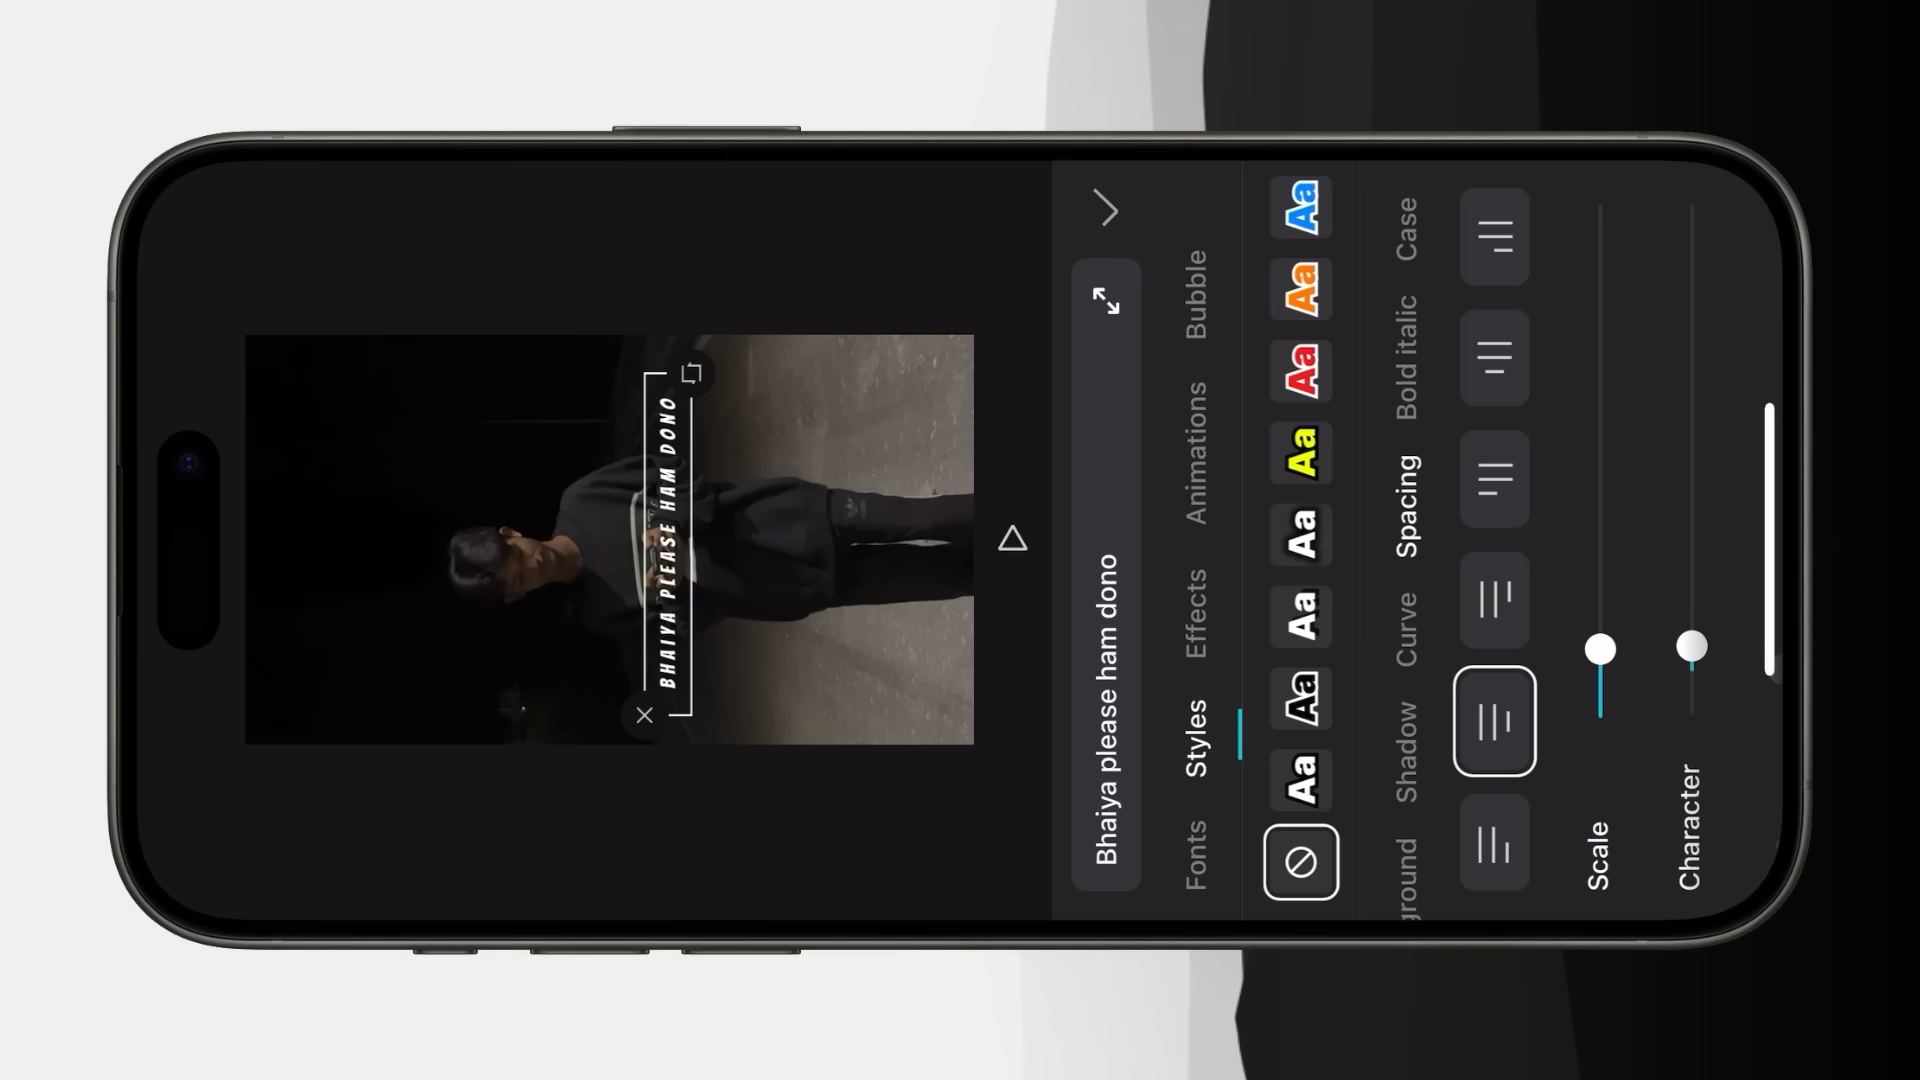 BHAIYA PLEASE HAM DONO
Bhaiya please ham dono
Fonts Styles Effects Animations Bubble
Aa Aa Aa Aa Aa Aa Aa Aa
ground Shadow Curve Spacing Bold italic Case
Scale
Character